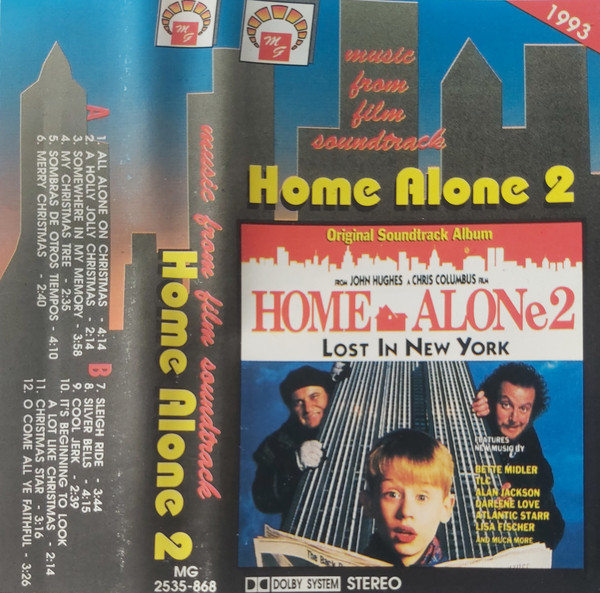 A
1. ALL ALONE ON CHRISTMAS - 4:14
2. A HOLLY JOLLY CHRISTMAS - 2:14
3. SOMEWHERE IN MY MEMORY - 3:58
4. MY CHRISTMAS TREE - 2:35
5. SOMBRAS DE OTROS TIEMPOS - 4:10
6. MERRY CHRISTMAS - 2:40
B
7. SLEIGH RIDE - 3:44
8. SILVER BELLS - 4:15
9. COOL JERK - 2:39
10. IT'S BEGINNING TO LOOK
A LOT LIKE CHRISTMAS - 2:14
11. CHRISTMAS STAR - 3:16
12. O COME ALL YE FAITHFUL - 3:26
MG
music from film soundtrack
Home Alone 2
MG
2535-868
MG
1993
music
from
film
soundtrack
Home Alone 2
Original Soundtrack Album
FROM JOHN HUGHES A CHRIS COLUMBUS FILM
HOME ALONe2
LOST IN NEW YORK
FEATURES
NEW MUSIC BY
BETTE MIDLER
TLC
ALAN JACKSON
DARLENE LOVE
ATLANTIC STARR
LISA FISCHER
AND MUCH MORE
DOLBY SYSTEM STEREO